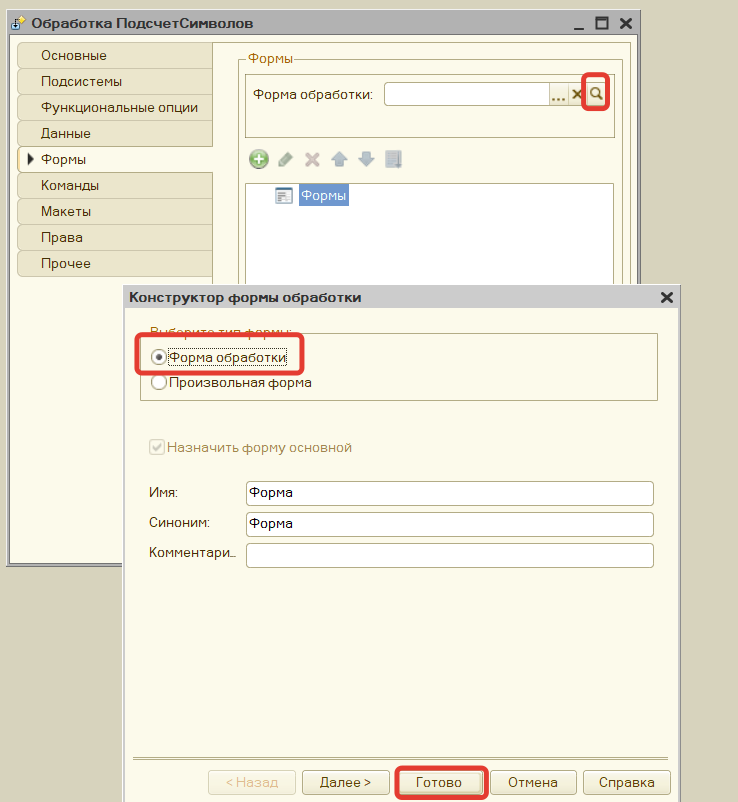 Обработка ПодсчетСимволов
Основные
Подсистемы
Функциональные опции
Данные
Формы
Команды
Макеты
Права
Прочее
Формы
Форма обработки:
...
Формы
Конструктор формы обработки
Выберите тип формы:
Форма обработки
Произвольная форма
Назначить форму основной
Имя: Форма
Синоним: Форма
Комментари...
< Назад Далее > Готово Отмена Справка